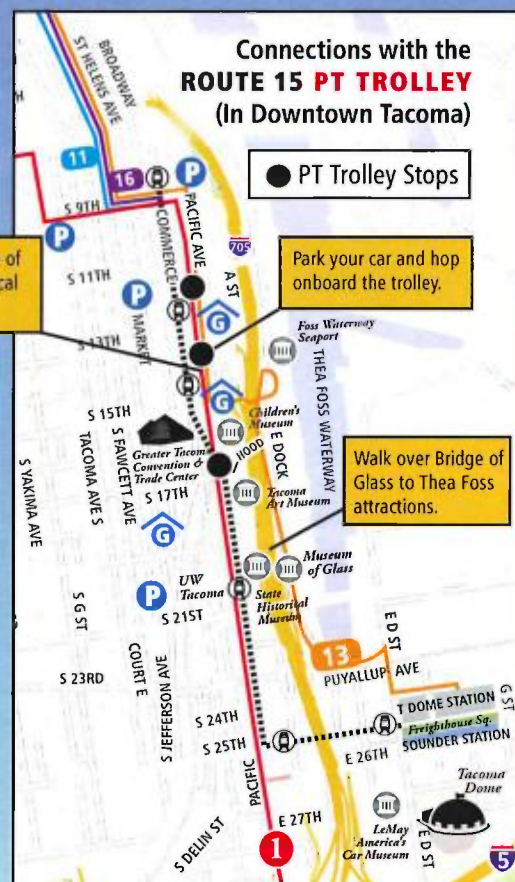 Connections with the
ROUTE 15 PT TROLLEY
(In Downtown Tacoma)
PT Trolley Stops
BROADWAY
ST HELENS AVE
H
11
16
P
S 9TH
P
COMMERCE
PACIFIC AVE
705
A ST
of
cal
S 11TH
P
MARKET
G
Park your car and hop
onboard the trolley.
S 13TH
Foss Waterway
Seaport
THEA FOSS WATERWAY
G
S 15TH
Children's
Museum
HOOD
E DOCK
Greater Tacoma
Convention &
Trade Center
TACOMA AVE S
S FAWCETT AVE
S YAKIMA AVE
S 17TH
Tacoma
Art Museum
Walk over Bridge of
Glass to Thea Foss
attractions.
G
Museum
of Glass
UW
Tacoma
P
State
Historical
Museum
S 21ST
S G ST
COURT E
S JEFFERSON AVE
13
E D ST
PUYALLUP AVE
S 23RD
G ST
T DOME STATION
Freighthouse Sq.
SOUNDER STATION
S 24TH
S 25TH
E 26TH
PACIFIC
Tacoma
Dome
E 27TH
S DELIN ST
1
LeMay
America's
Car Museum
E D ST
5